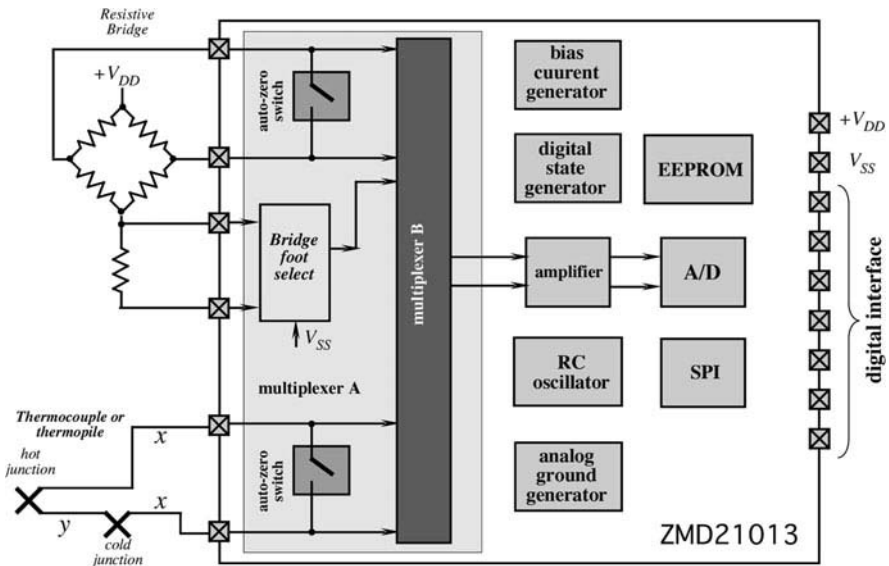 Resistive
Bridge
+VDD
auto-zero
switch
Bridge
foot
select
VSS
multiplexer A
multiplexer B
Thermocouple or
thermopile
hot
junction
x
y
x
cold
junction
auto-zero
switch
bias
cuurent
generator
digital
state
generator
EEPROM
amplifier
A/D
RC
oscillator
SPI
analog
ground
generator
+VDD
VSS
digital interface
ZMD21013